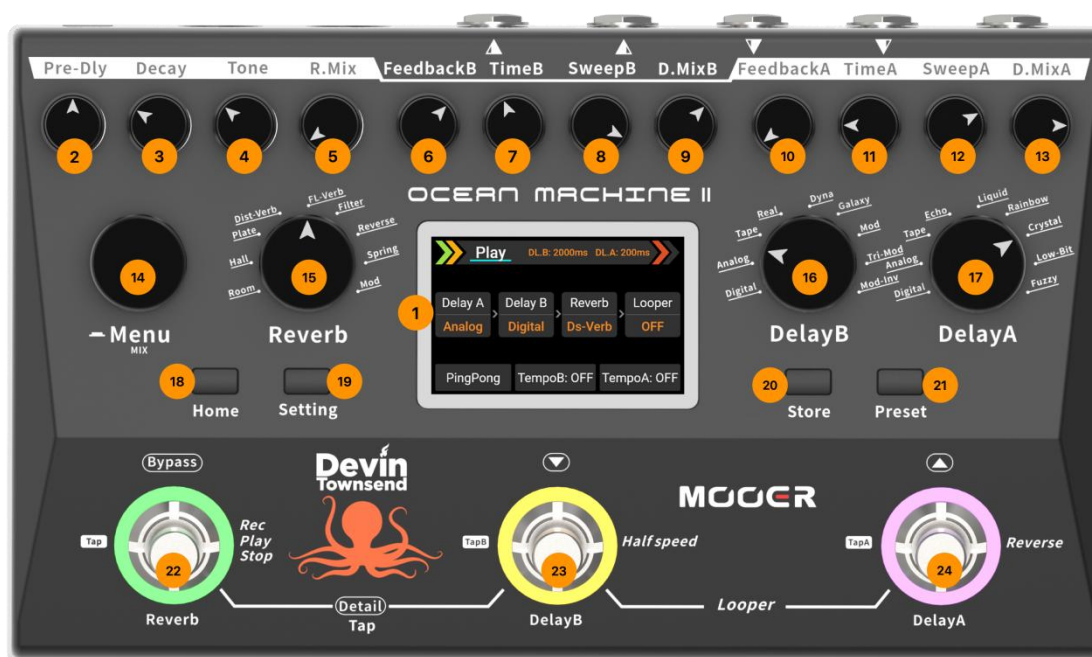 Pre-Dly Decay Tone R.Mix FeedbackB TimeB SweepB D.MixB FeedbackA TimeA SweepA D.MixA
2 3 4 5 6 7 8 9 10 11 12 13
OCEAN MACHINE II
14
Menu
MIX
Room
Hall
Plate
Dist-Verb
FL-Verb
Filter
Reverse
Spring
Mod
15
Reverb
1
Play DL.B: 2000ms DL.A: 200ms
Delay A Delay B Reverb Looper
Analog Digital Ds-Verb OFF
PingPong TempoB: OFF TempoA: OFF
Digital
Analog
Tape
Real
Dyna
Galaxy
Mod
Tri-Mod
Mod-Inv
16
DelayB
Digital
Analog
Tape
Echo
Liquid
Rainbow
Crystal
Low-Bit
Fuzzy
17
DelayA
18 19 20 21
Home Setting Store Preset
Bypass
Devin
Townsend
MOOER
Tap
22
Rec
Play
Stop
TapB
23
Half speed
TapA
24
Reverse
Reverb
Detail
Tap
DelayB
Looper
DelayA